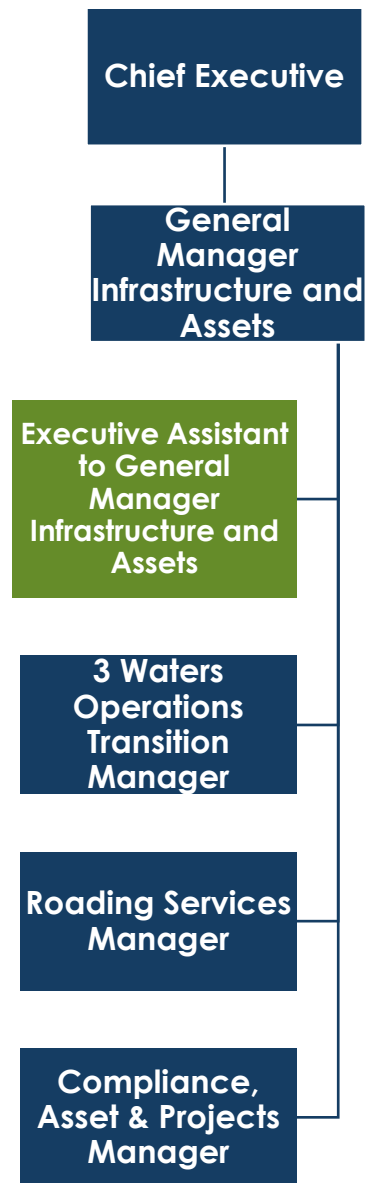 Chief Executive
General
Manager
Infrastructure and
Assets
Executive Assistant
to General
Manager
Infrastructure and
Assets
3 Waters
Operations
Transition
Manager
Roading Services
Manager
Compliance,
Asset & Projects
Manager